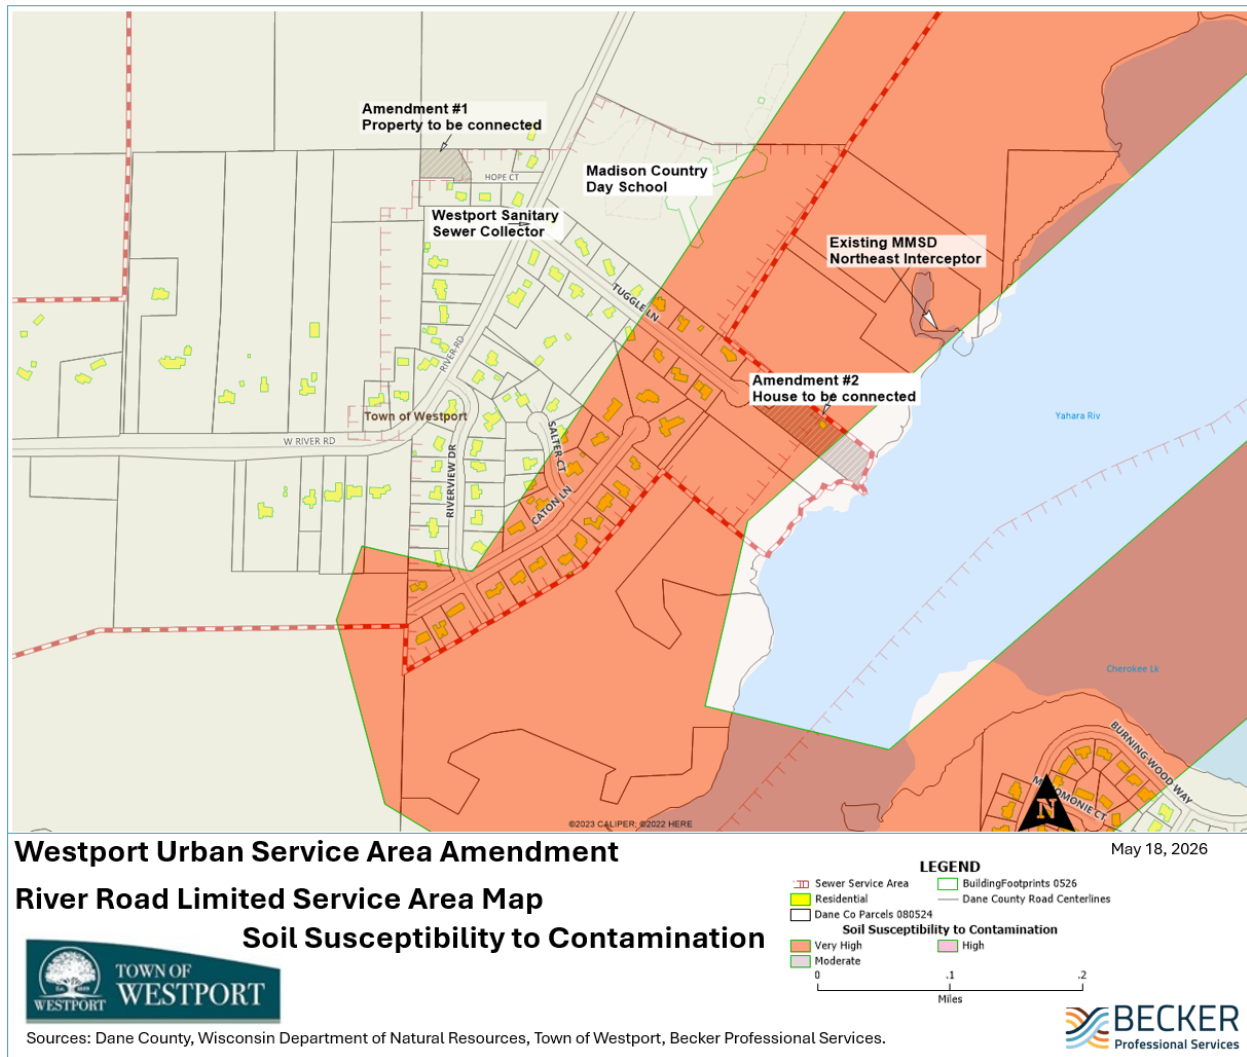 Amendment #1
Property to be connected
HOPE CT
Madison Country
Day School
Westport Sanitary
Sewer Collector
Existing MMSD
Northeast Interceptor
TUGGLE LN
RIVER RD
Amendment #2
House to be connected
Town of Westport
Yahara Riv
W RIVER RD
SALTER CT
RIVERVIEW DR
CATON LN
Cherokee Lk
BURNING WOOD WAY
N
©2023 CALIPER; ©2022 HERE
Westport Urban Service Area Amendment
May 18, 2026
River Road Limited Service Area Map
Soil Susceptibility to Contamination
LEGEND
Sewer Service Area
BuildingFootprints 0526
Residential
Dane County Road Centerlines
Dane Co Parcels 080524
Soil Susceptibility to Contamination
Very High
High
Moderate
0 .1 .2
Miles
TOWN OF
WESTPORT
WESTPORT
BECKER
Professional Services
Sources: Dane County, Wisconsin Department of Natural Resources, Town of Westport, Becker Professional Services.